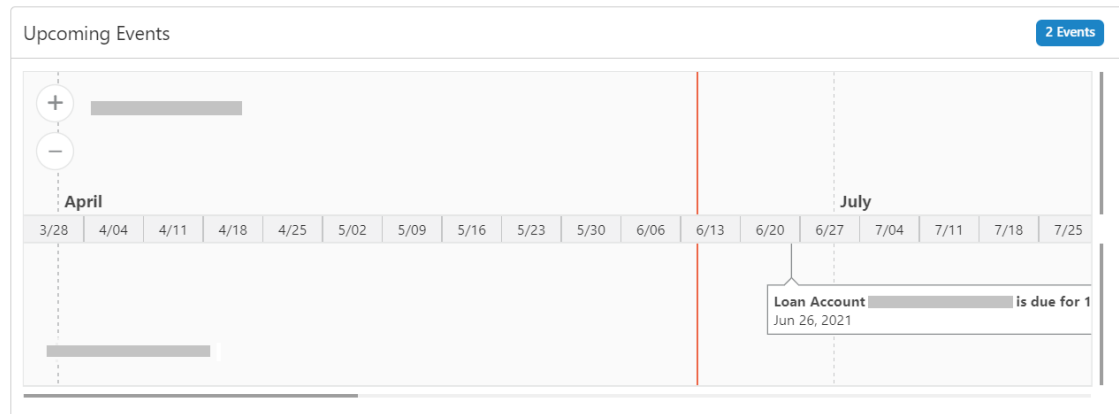 Upcoming Events
2 Events
+
−
April
July
3/28 4/04 4/11 4/18 4/25 5/02 5/09 5/16 5/23 5/30 6/06 6/13 6/20 6/27 7/04 7/11 7/18 7/25
Loan Account is due for 1
Jun 26, 2021